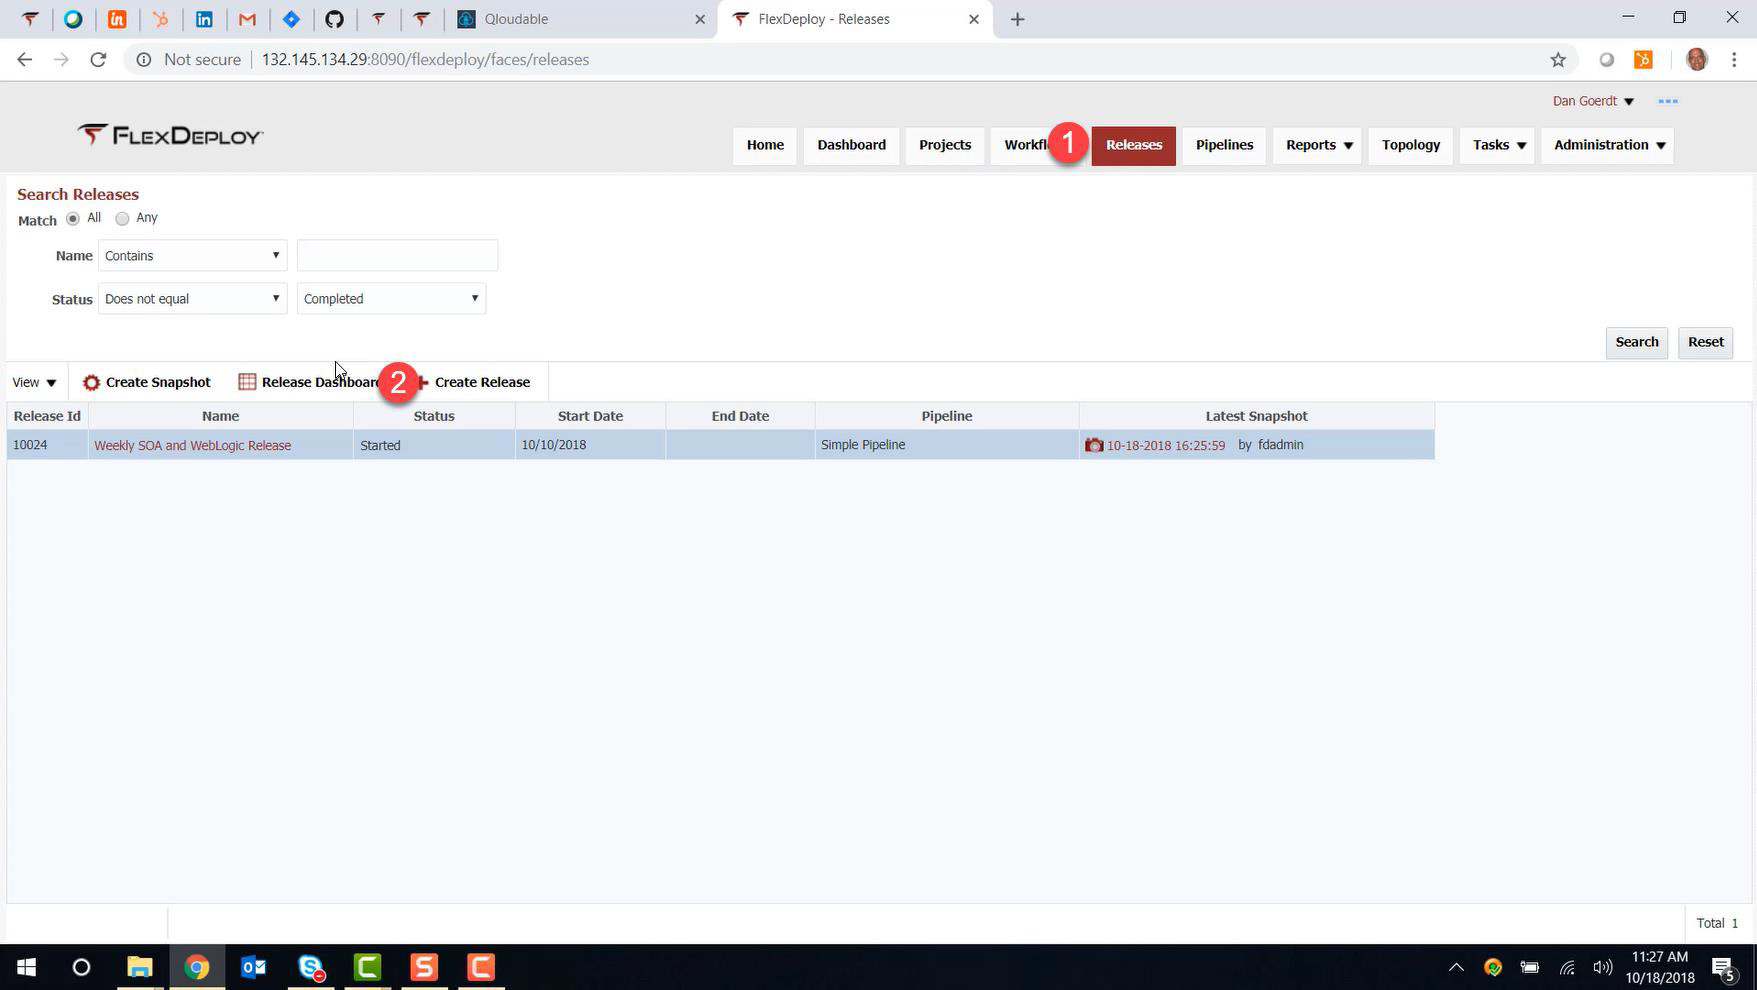 Qloudable
FlexDeploy - Releases
Not secure 132.145.134.29:8090/flexdeploy/faces/releases
Dan Goerdt
FLEXDEPLOY
Home Dashboard Projects 1 Releases Pipelines Reports Topology Tasks Administration
Search Releases
Match All Any
Name Contains
Status Does not equal Completed
Search Reset
View Create Snapshot Release 2 Create Release
Release Id Name Status Start Date End Date Pipeline Latest Snapshot
10024 Weekly SOA and WebLogic Release Started 10/10/2018 Simple Pipeline 10-18-2018 16:25:59 by fdadmin
Total 1
11:27 AM
10/18/2018
5